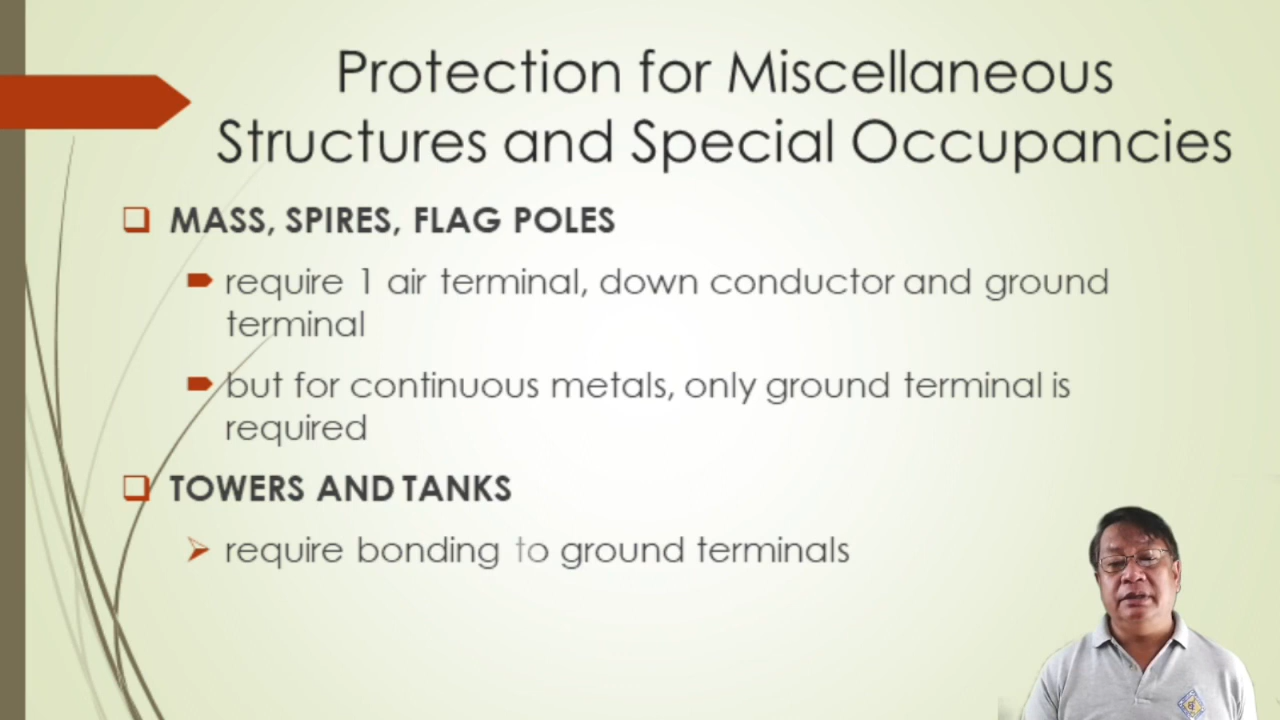 Protection for Miscellaneous
Structures and Special Occupancies
MASS, SPIRES, FLAG POLES
require 1 air terminal, down conductor and ground
terminal
but for continuous metals, only ground terminal is
required
TOWERS AND TANKS
require bonding to ground terminals